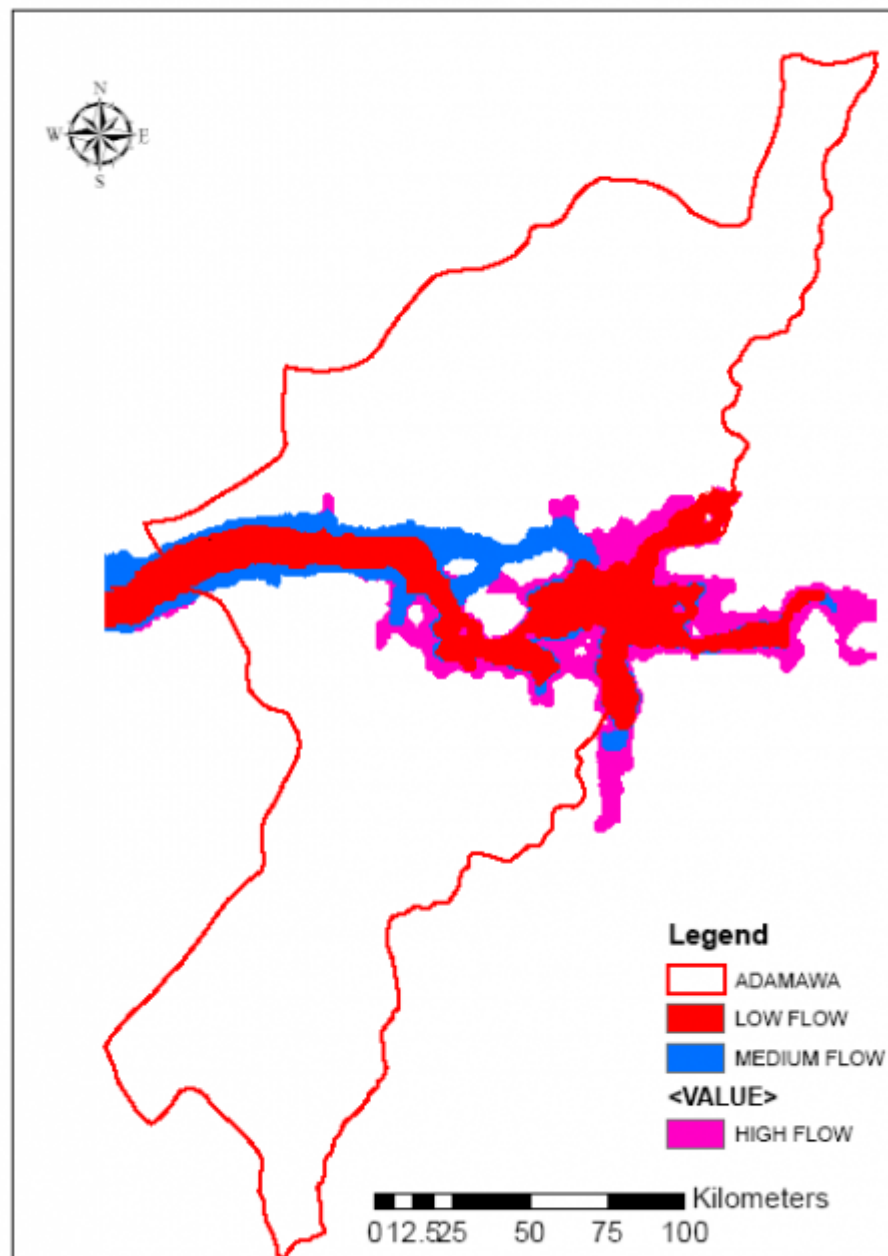 N
W E
S
Legend
ADAMAWA
LOW FLOW
MEDIUM FLOW
<VALUE>
HIGH FLOW
Kilometers
0 12.5 25 50 75 100